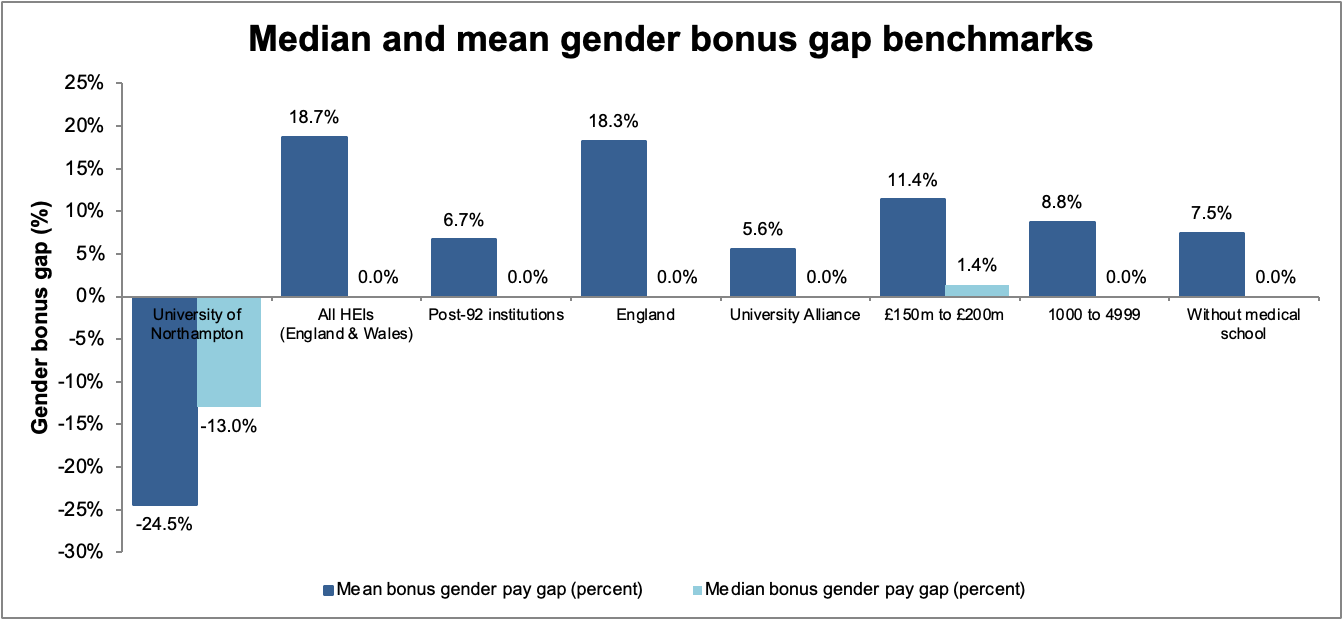 Median and mean gender bonus gap benchmarks
Gender bonus gap (%)
25%
20%
15%
10%
5%
0%
-5%
-10%
-15%
-20%
-25%
-30%
-24.5%
-13.0%
18.7%
0.0%
6.7%
0.0%
18.3%
0.0%
5.6%
0.0%
11.4%
1.4%
8.8%
0.0%
7.5%
0.0%
University of
Northampton
All HEIs
(England & Wales)
Post-92 institutions
England
University Alliance
£150m to £200m
1000 to 4999
Without medical
school
Mean bonus gender pay gap (percent)
Median bonus gender pay gap (percent)